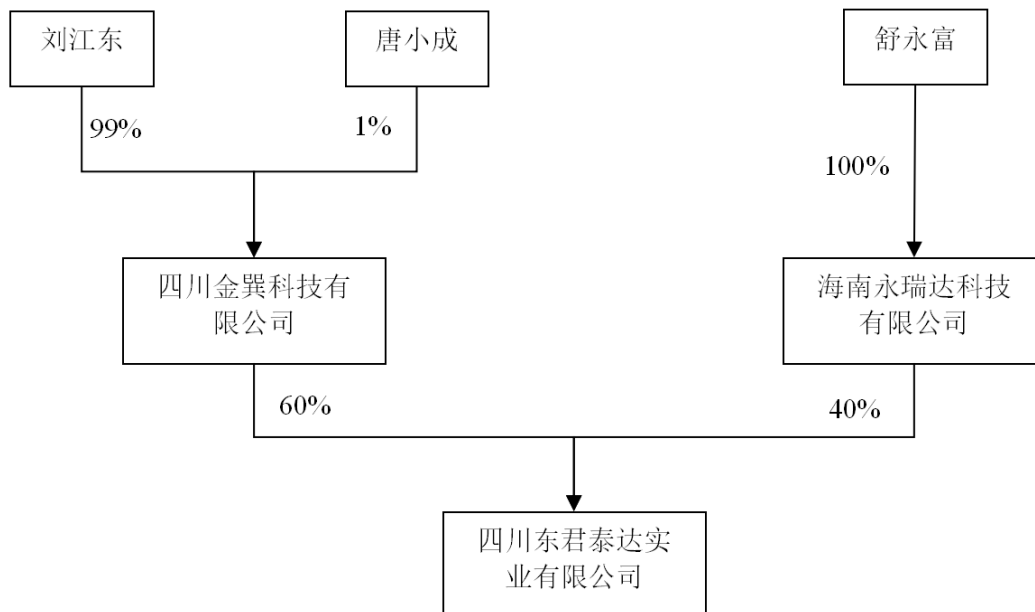 刘江东
唐小成
舒永富
99%
1%
100%
四川金巽科技有
限公司
海南永瑞达科技
有限公司
60%
40%
四川东君泰达实
业有限公司